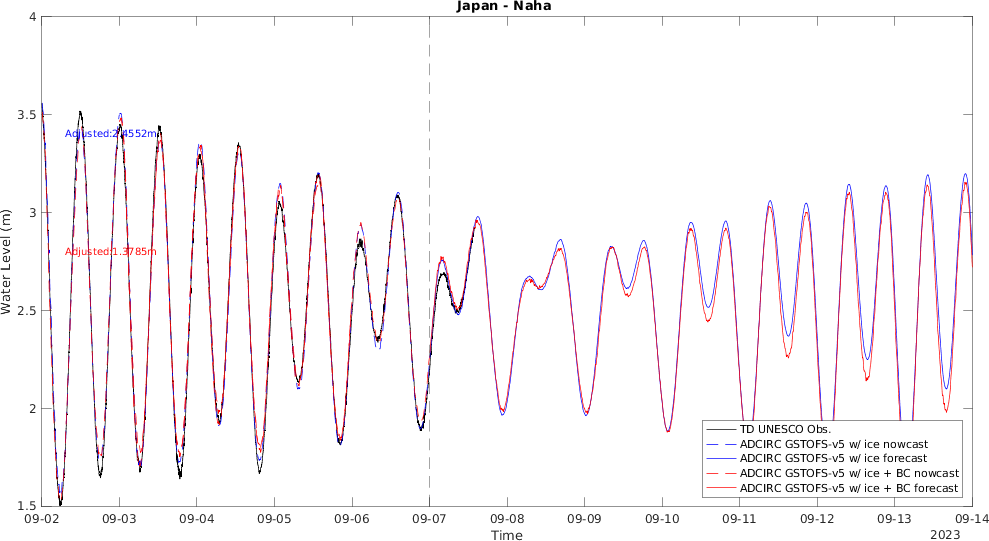 Japan - Naha
Water Level (m)
4
3.5
3
2.5
2
1.5
Adjusted:2.4552m
Adjusted:1.3785m
TD UNESCO Obs.
ADCIRC GSTOFS-v5 w/ ice nowcast
ADCIRC GSTOFS-v5 w/ ice forecast
ADCIRC GSTOFS-v5 w/ ice + BC nowcast
ADCIRC GSTOFS-v5 w/ ice + BC forecast
09-02 09-03 09-04 09-05 09-06 09-07 09-08 09-09 09-10 09-11 09-12 09-13 09-14
Time
2023